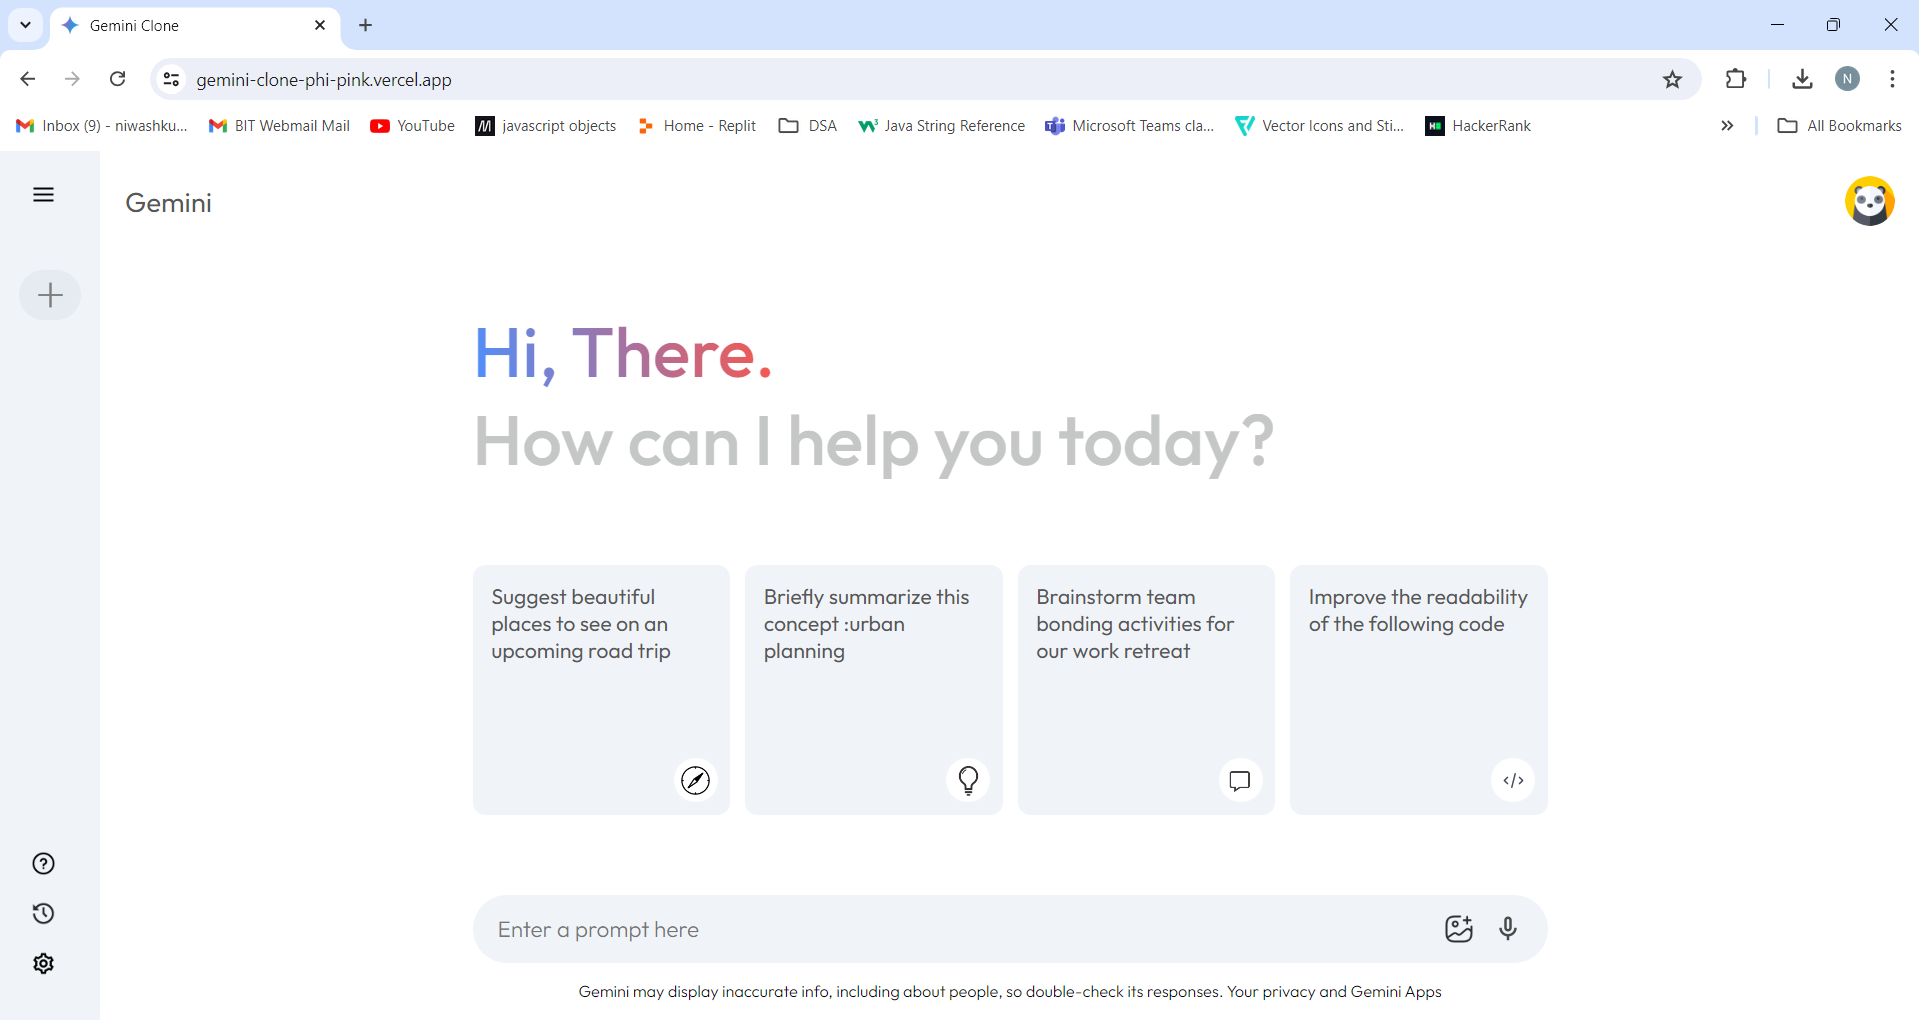 Gemini Clone
gemini-clone-phi-pink.vercel.app
N
Inbox (9) - niwashku...
BIT Webmail Mail
YouTube
javascript objects
Home - Replit
DSA
Java String Reference
Microsoft Teams cla...
Vector Icons and Sti...
HackerRank
All Bookmarks
Gemini
Hi, There.
How can I help you today?
Suggest beautiful
places to see on an
upcoming road trip
Briefly summarize this
concept :urban
planning
Brainstorm team
bonding activities for
our work retreat
Improve the readability
of the following code
Enter a prompt here
Gemini may display inaccurate info, including about people, so double-check its responses. Your privacy and Gemini Apps